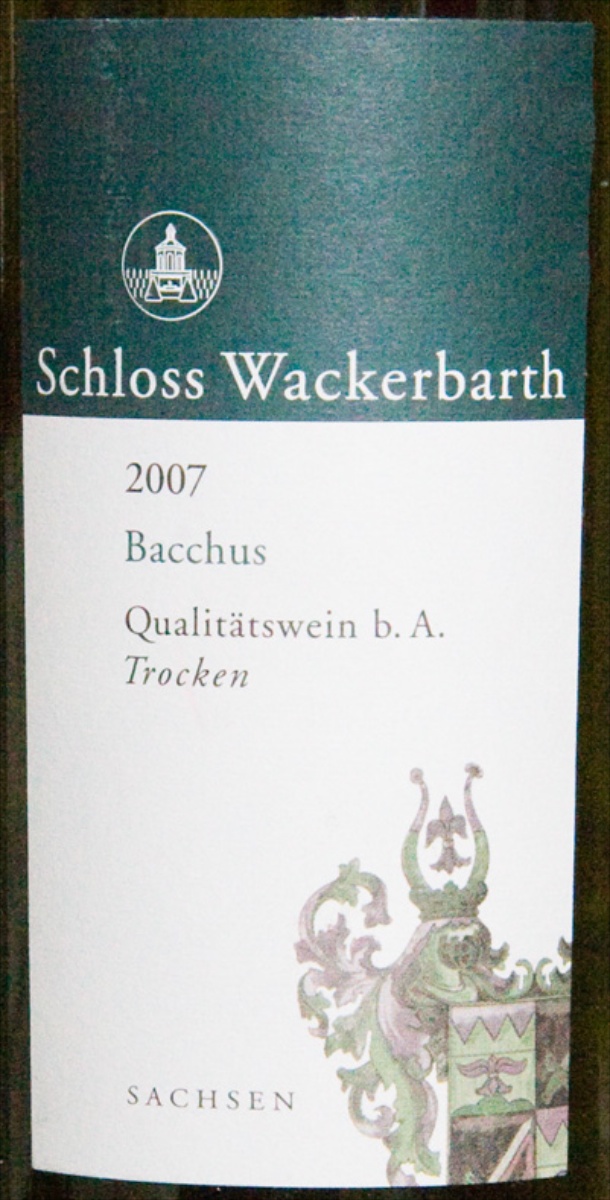 Schloss Wackerbarth
2007
Bacchus
Qualitätswein b. A.
Trocken
SACHSEN